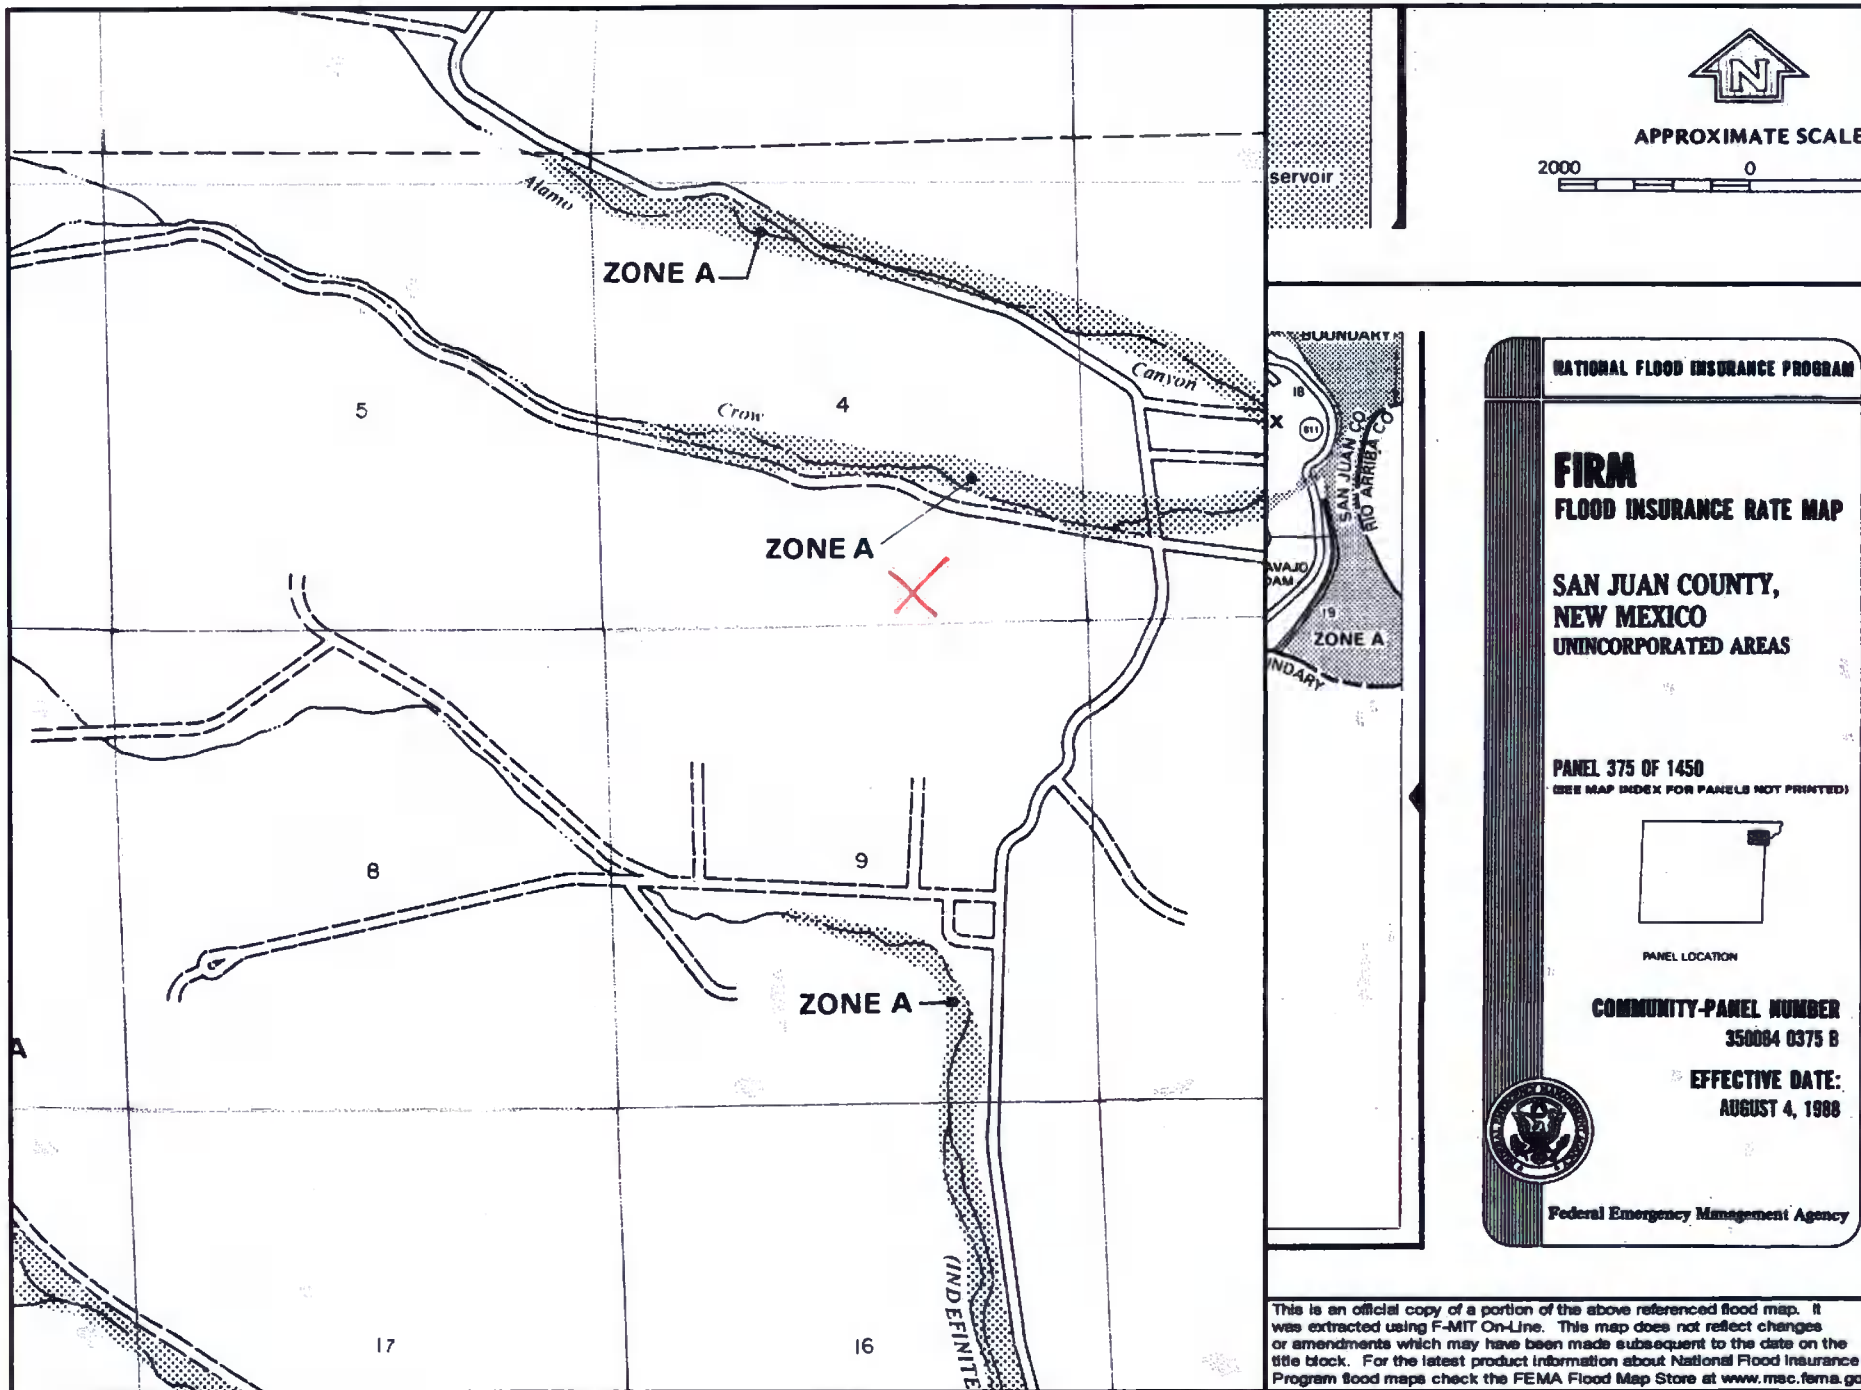 Alamo
ZONE A
Canyon
5
Crow
4
ZONE A
8
9
ZONE A
A
17
16
(INDEFINITE
servoir
BOUNDARY
18
X
511
SAN JUAN CO
RIO ARRIBA CO
DAM
19
ZONE A
UNDARY
N
APPROXIMATE SCALE
2000 0
NATIONAL FLOOD INSURANCE PROGRAM
FIRM
FLOOD INSURANCE RATE MAP
SAN JUAN COUNTY,
NEW MEXICO
UNINCORPORATED AREAS
PANEL 375 OF 1450
(SEE MAP INDEX FOR PANELS NOT PRINTED)
PANEL LOCATION
COMMUNITY-PANEL NUMBER
350064 0375 B
EFFECTIVE DATE:
AUGUST 4, 1988
Federal Emergency Management Agency
This is an official copy of a portion of the above referenced flood map. It
was extracted using F-MIT On-Line. This map does not reflect changes
or amendments which may have been made subsequent to the date on the
title block. For the latest product information about National Flood Insurance
Program flood maps check the FEMA Flood Map Store at www.msc.fema.go